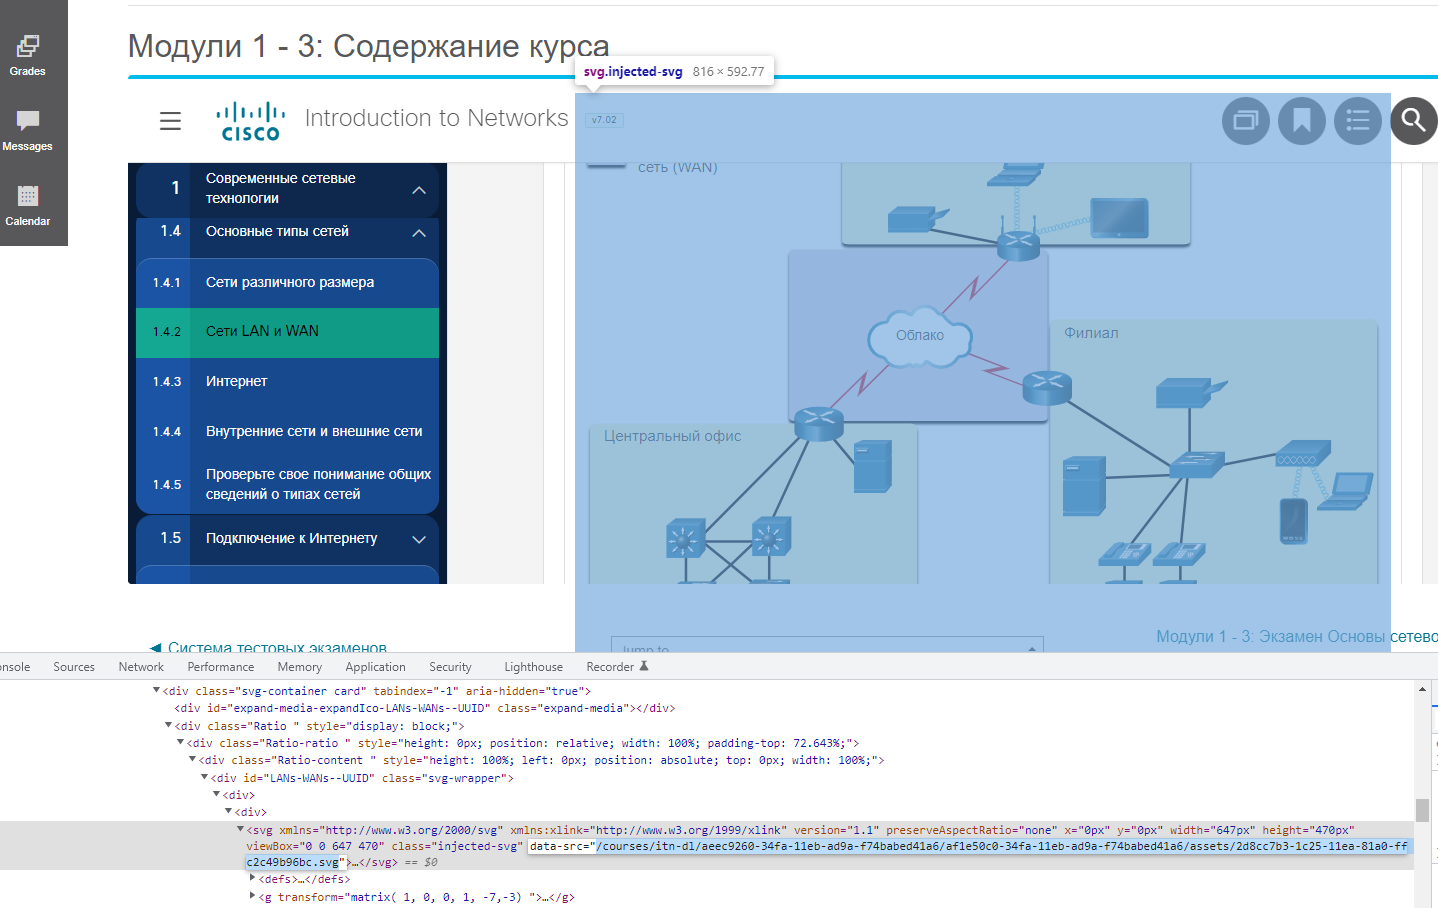 Grades
Messages
Calendar
Модули 1 - 3: Содержание курса
svg.injected-svg 816 × 592.77
CISCO
Introduction to Networks
v7.02
1 Современные сетевые
технологии
1.4 Основные типы сетей
1.4.1 Сети различного размера
1.4.2 Сети LAN и WAN
1.4.3 Интернет
1.4.4 Внутренние сети и внешние сети
1.4.5 Проверьте свое понимание общих
сведений о типах сетей
1.5 Подключение к Интернету
сеть (WAN)
Облако
Филиал
Центральный офис
◄ Система тестовых экзаменов
Jump to...
Модули 1 - 3: Экзамен Основы сетево
onsole Sources Network Performance Memory Application Security Lighthouse Recorder
<div class="svg-container card" tabindex="-1" aria-hidden="true">
<div id="expand-media-expandIco-LANs-WANs--UUID" class="expand-media"></div>
<div class="Ratio " style="display: block;">
<div class="Ratio-ratio " style="height: 0px; position: relative; width: 100%; padding-top: 72.643%;">
<div class="Ratio-content " style="height: 100%; left: 0px; position: absolute; top: 0px; width: 100%;">
<div id="LANs-WANs--UUID" class="svg-wrapper">
<div>
<div>
<svg xmlns="http://www.w3.org/2000/svg" xmlns:xlink="http://www.w3.org/1999/xlink" version="1.1" preserveAspectRatio="none" x="0px" y="0px" width="647px" height="470px"
viewBox="0 0 647 470" class="injected-svg" data-src="/courses/itn-dl/aeec9260-34fa-11eb-ad9a-f74babed41a6/af1e50c0-34fa-11eb-ad9a-f74babed41a6/assets/2d8cc7b3-1c25-11ea-81a0-ff
c2c49b96bc.svg">…</svg> == $0
<defs>…</defs>
<g transform="matrix( 1, 0, 0, 1, -7,-3) ">…</g>